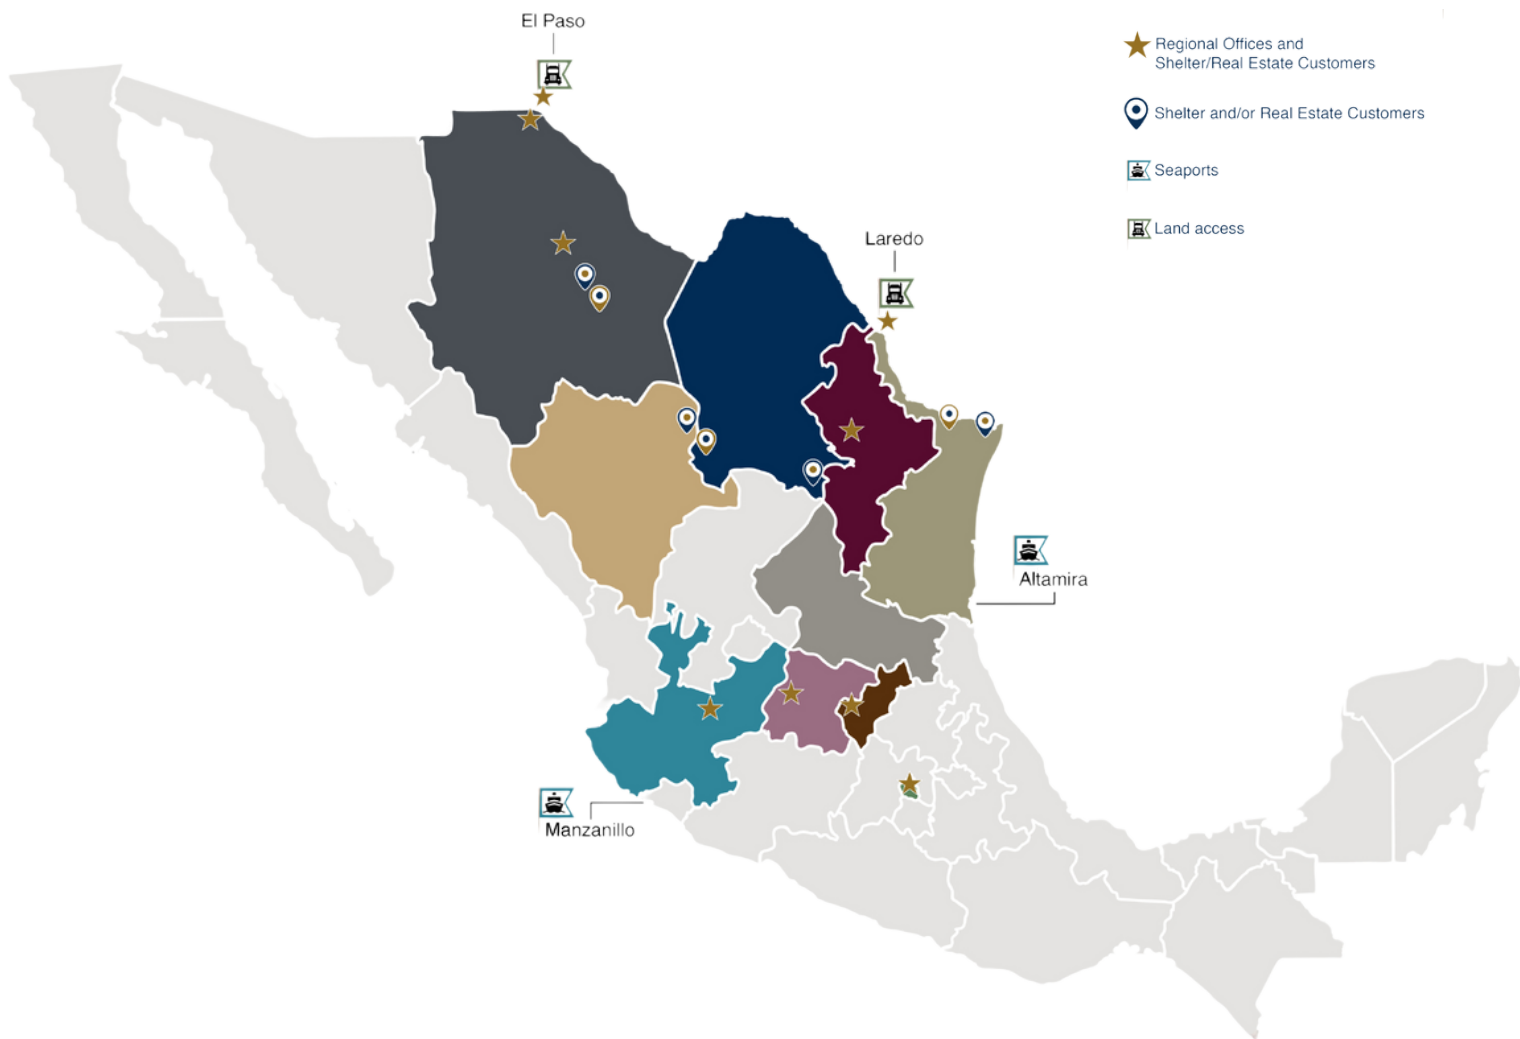 El Paso
Regional Offices and
Shelter/Real Estate Customers
Shelter and/or Real Estate Customers
Seaports
Land access
Laredo
Altamira
Manzanillo